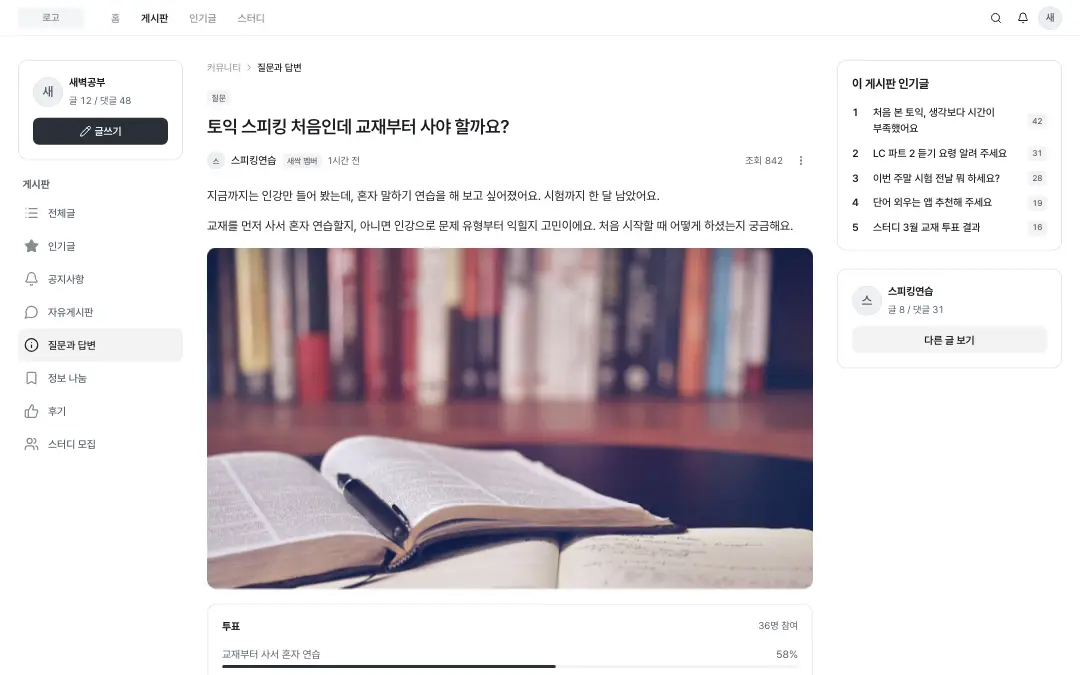 로고
홈
게시판
인기글
스터디
새
새
새벽공부
글 12 / 댓글 48
글쓰기
게시판
전체글
인기글
공지사항
자유게시판
질문과 답변
정보 나눔
후기
스터디 모집
커뮤니티 > 질문과 답변
질문
토익 스피킹 처음인데 교재부터 사야 할까요?
스 스피킹연습 새싹 멤버 1시간 전
조회 842
지금까지는 인강만 들어 봤는데, 혼자 말하기 연습을 해 보고 싶어졌어요. 시험까지 한 달 남았어요.
교재를 먼저 사서 혼자 연습할지, 아니면 인강으로 문제 유형부터 익힐지 고민이에요. 처음 시작할 때 어떻게 하셨는지 궁금해요.
투표
36명 참여
교재부터 사서 혼자 연습
58%
이 게시판 인기글
1 처음 본 토익, 생각보다 시간이
부족했어요
42
2 LC 파트 2 듣기 요령 알려 주세요 31
3 이번 주말 시험 전날 뭐 하세요? 28
4 단어 외우는 앱 추천해 주세요 19
5 스터디 3월 교재 투표 결과 16
스
스피킹연습
글 8 / 댓글 31
다른 글 보기